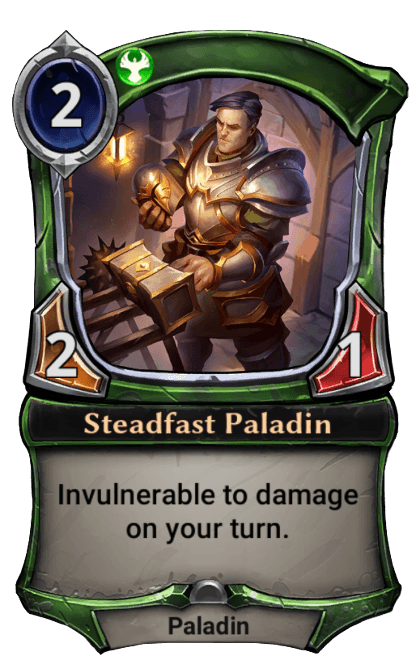 2
2
1
Steadfast Paladin
Invulnerable to damage
on your turn.
Paladin